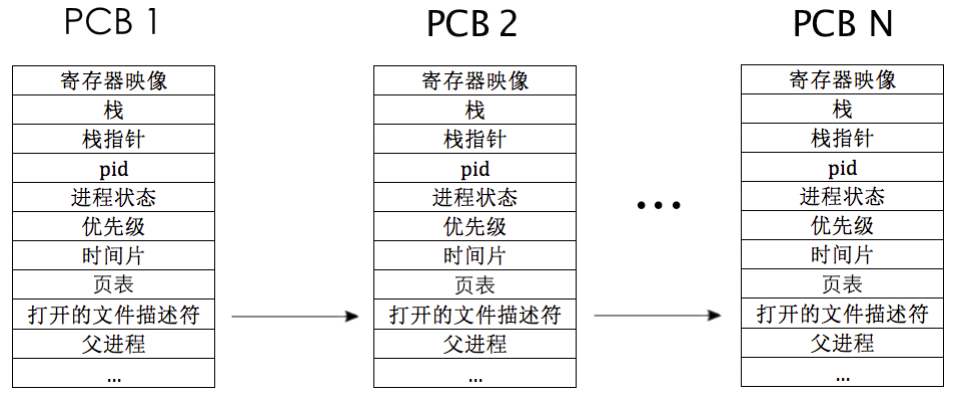 PCB 1
寄存器映像
栈
栈指针
pid
进程状态
优先级
时间片
页表
打开的文件描述符
父进程
...
PCB 2
寄存器映像
栈
栈指针
pid
进程状态
优先级
时间片
页表
打开的文件描述符
父进程
...
...
PCB N
寄存器映像
栈
栈指针
pid
进程状态
优先级
时间片
页表
打开的文件描述符
父进程
...